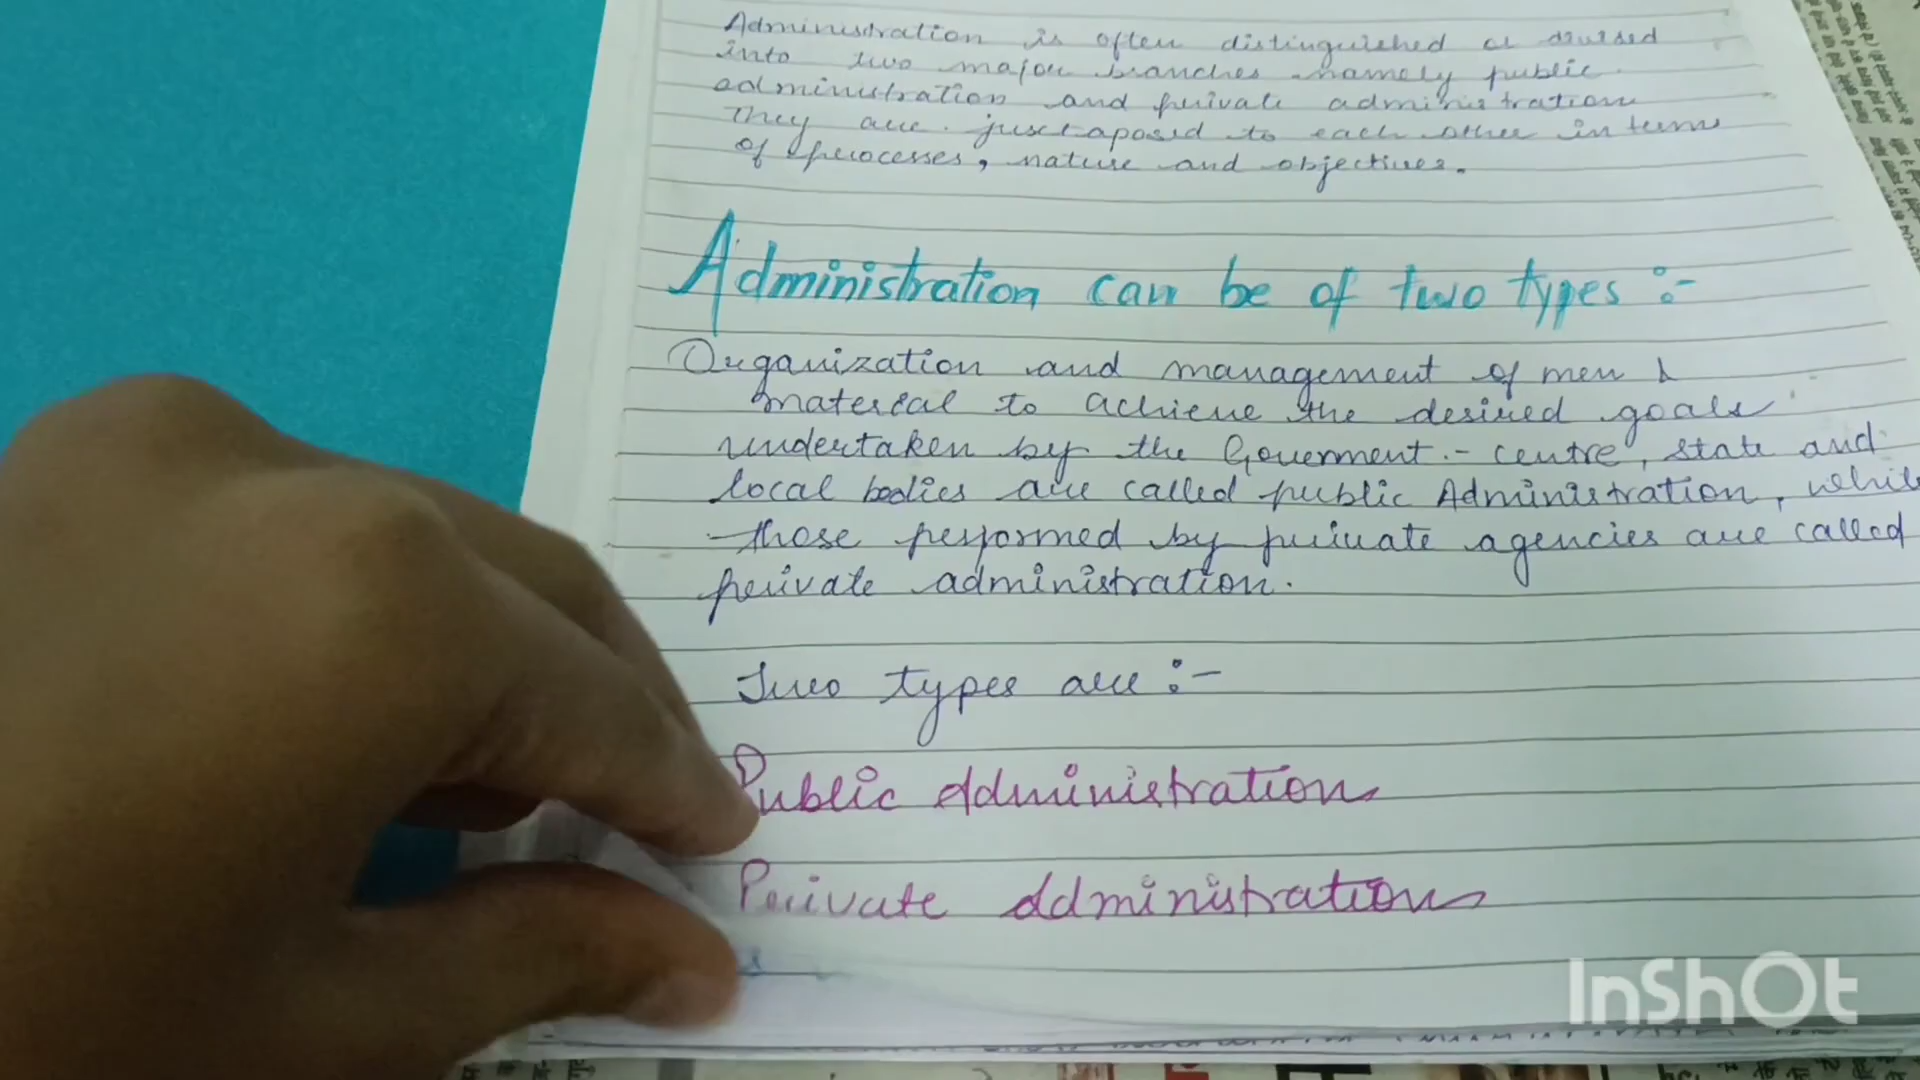 Administration is often distinguished or divided
into two major branches namely public
administration and private administration
They are juxtaposed to each other in terms
of processes, nature and objectives.
Administration can be of two types :-
Organization and management of men &
material to achieve the desired goals
undertaken by the Government - centre, state and
local bodies are called public Administration, while
those performed by private agencies are called
private administration.
Two types are :-
Public Administration
Private Administration
InShOt